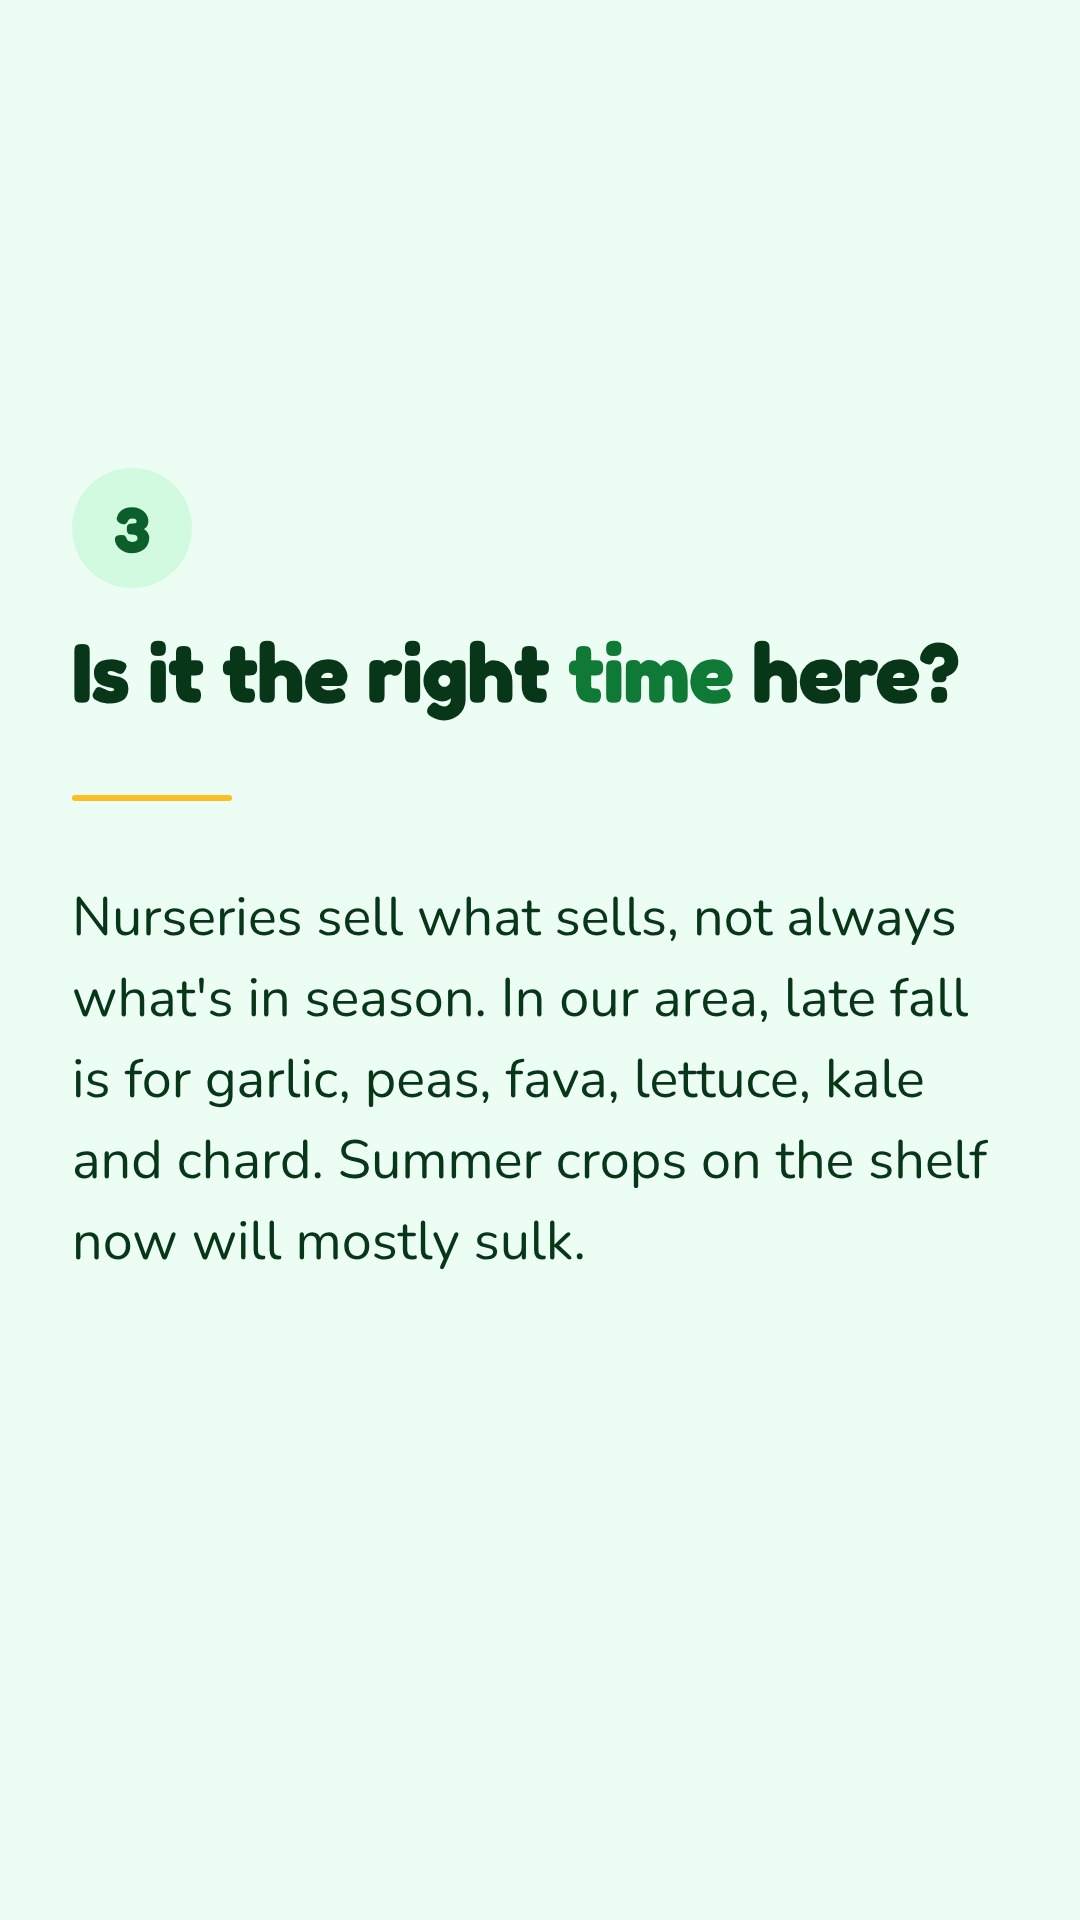 3
Is it the right time here?
Nurseries sell what sells, not always
what's in season. In our area, late fall
is for garlic, peas, fava, lettuce, kale
and chard. Summer crops on the shelf
now will mostly sulk.